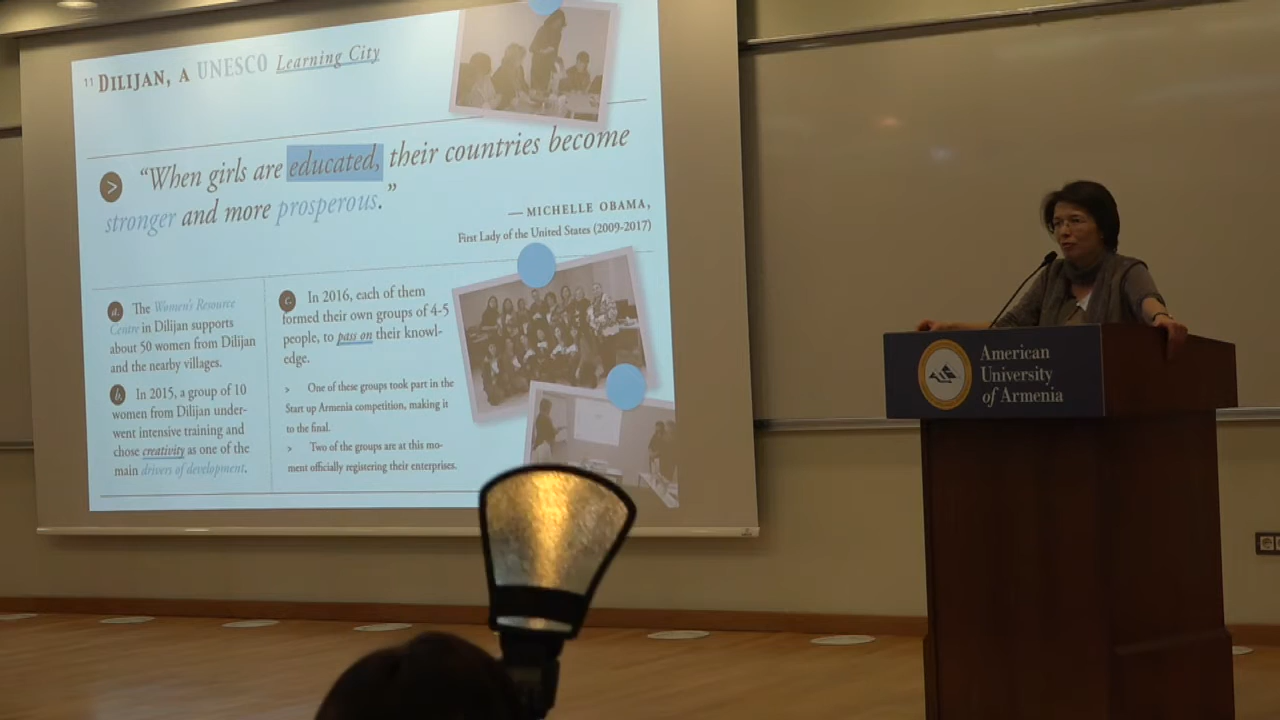 11 DILIJAN, A UNESCO Learning City
> “When girls are educated, their countries become
stronger and more prosperous.”
— MICHELLE OBAMA,
First Lady of the United States (2009-2017)
a. The Women's Resource
Centre in Dilijan supports
about 50 women from Dilijan
and the nearby villages.
b. In 2015, a group of 10
women from Dilijan under-
went intensive training and
chose creativity as one of the
main drivers of development.
c. In 2016, each of them
formed their own groups of 4-5
people, to pass on their knowl-
edge.
> One of these groups took part in the
Start up Armenia competition, making it
to the final.
> Two of the groups are at this mo-
ment officially registering their enterprises.
American
University
of Armenia